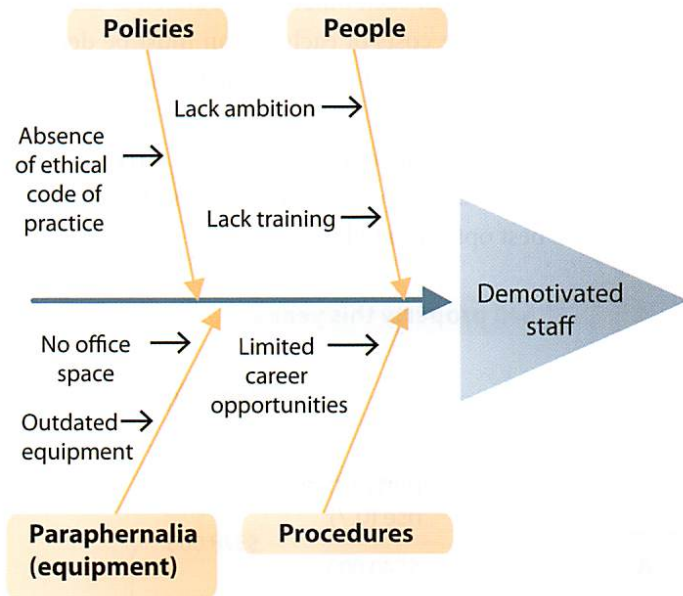 Policies
People
Lack ambition
Absence
of ethical
code of
practice
Lack training
Demotivated
staff
No office
space
Limited
career
opportunities
Outdated
equipment
Paraphernalia
(equipment)
Procedures